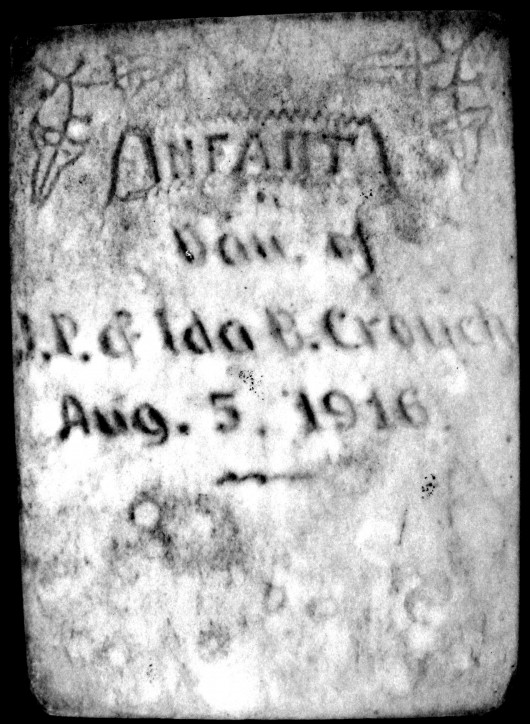 INFANT
Dau. of
J.P. & Ida B. Crouch
Aug. 5, 1916